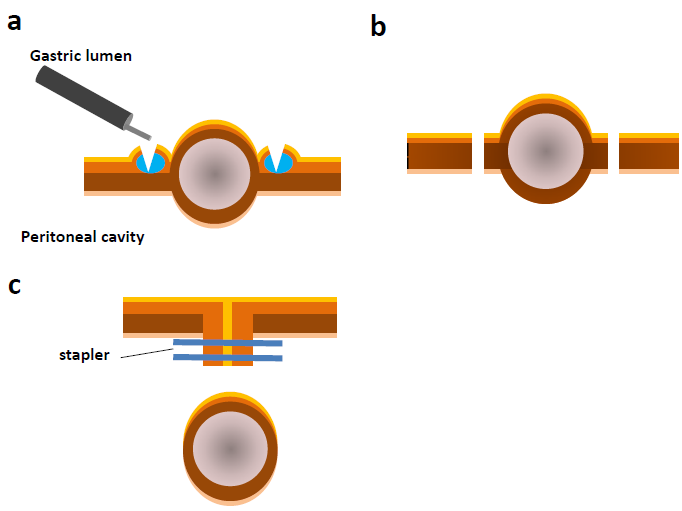 a
b
Gastric lumen
Peritoneal cavity
c
stapler